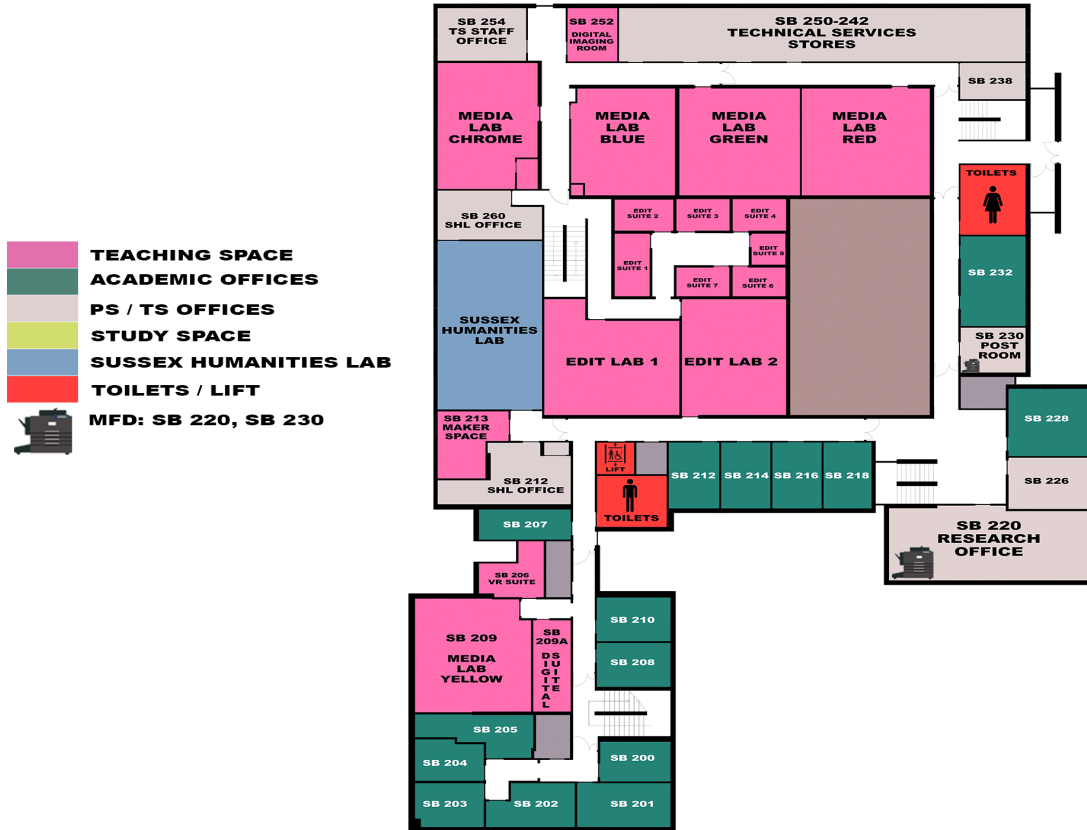 SB 254
TS STAFF
OFFICE
SB 252
DIGITAL
IMAGING
ROOM
SB 250-242
TECHNICAL SERVICES
STORES
SB 238
MEDIA
LAB
CHROME
MEDIA
LAB
BLUE
MEDIA
LAB
GREEN
MEDIA
LAB
RED
TOILETS
SB 260
SHL OFFICE
EDIT
SUITE 2
EDIT
SUITE 3
EDIT
SUITE 4
EDIT
SUITE 1
EDIT
SUITE 5
EDIT
SUITE 7
EDIT
SUITE 6
SB 232
TEACHING SPACE
ACADEMIC OFFICES
PS / TS OFFICES
STUDY SPACE
SUSSEX HUMANITIES LAB
TOILETS / LIFT
MFD: SB 220, SB 230
SUSSEX
HUMANITIES
LAB
EDIT LAB 1
EDIT LAB 2
SB 230
POST
ROOM
SB 213
MAKER
SPACE
SB 228
SB 212
SHL OFFICE
LIFT
TOILETS
SB 212
SB 214
SB 216
SB 218
SB 226
SB 220
RESEARCH
OFFICE
SB 207
SB 206
VR SUITE
SB 209
MEDIA
LAB
YELLOW
SB
209A
DIGITAL
SUITE
SB 210
SB 208
SB 205
SB 204
SB 200
SB 203
SB 202
SB 201